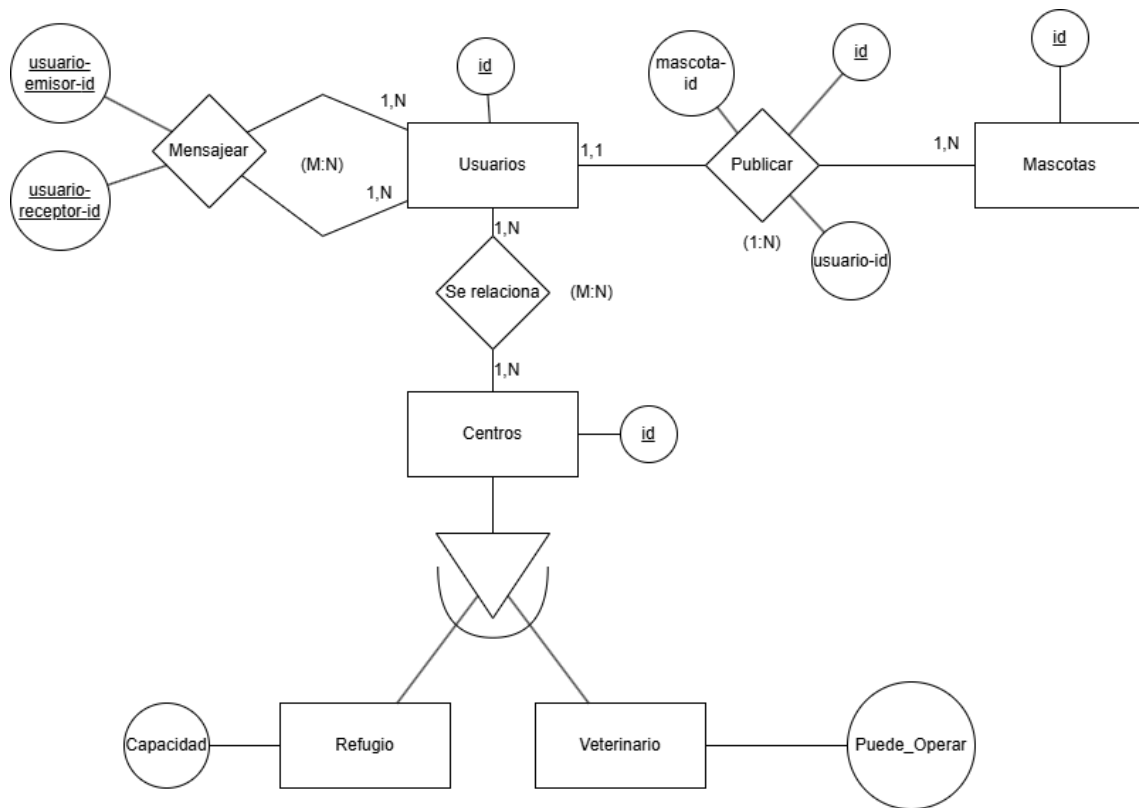 usuario-
emisor-id
id
mascota-
id
id
id
1,N
Mensajear
(M:N)
Usuarios
1,1
Publicar
1,N
Mascotas
usuario-
receptor-id
1,N
1,N
(1:N)
usuario-id
Se relaciona
(M:N)
1,N
Centros
id
Capacidad
Refugio
Veterinario
Puede_Operar